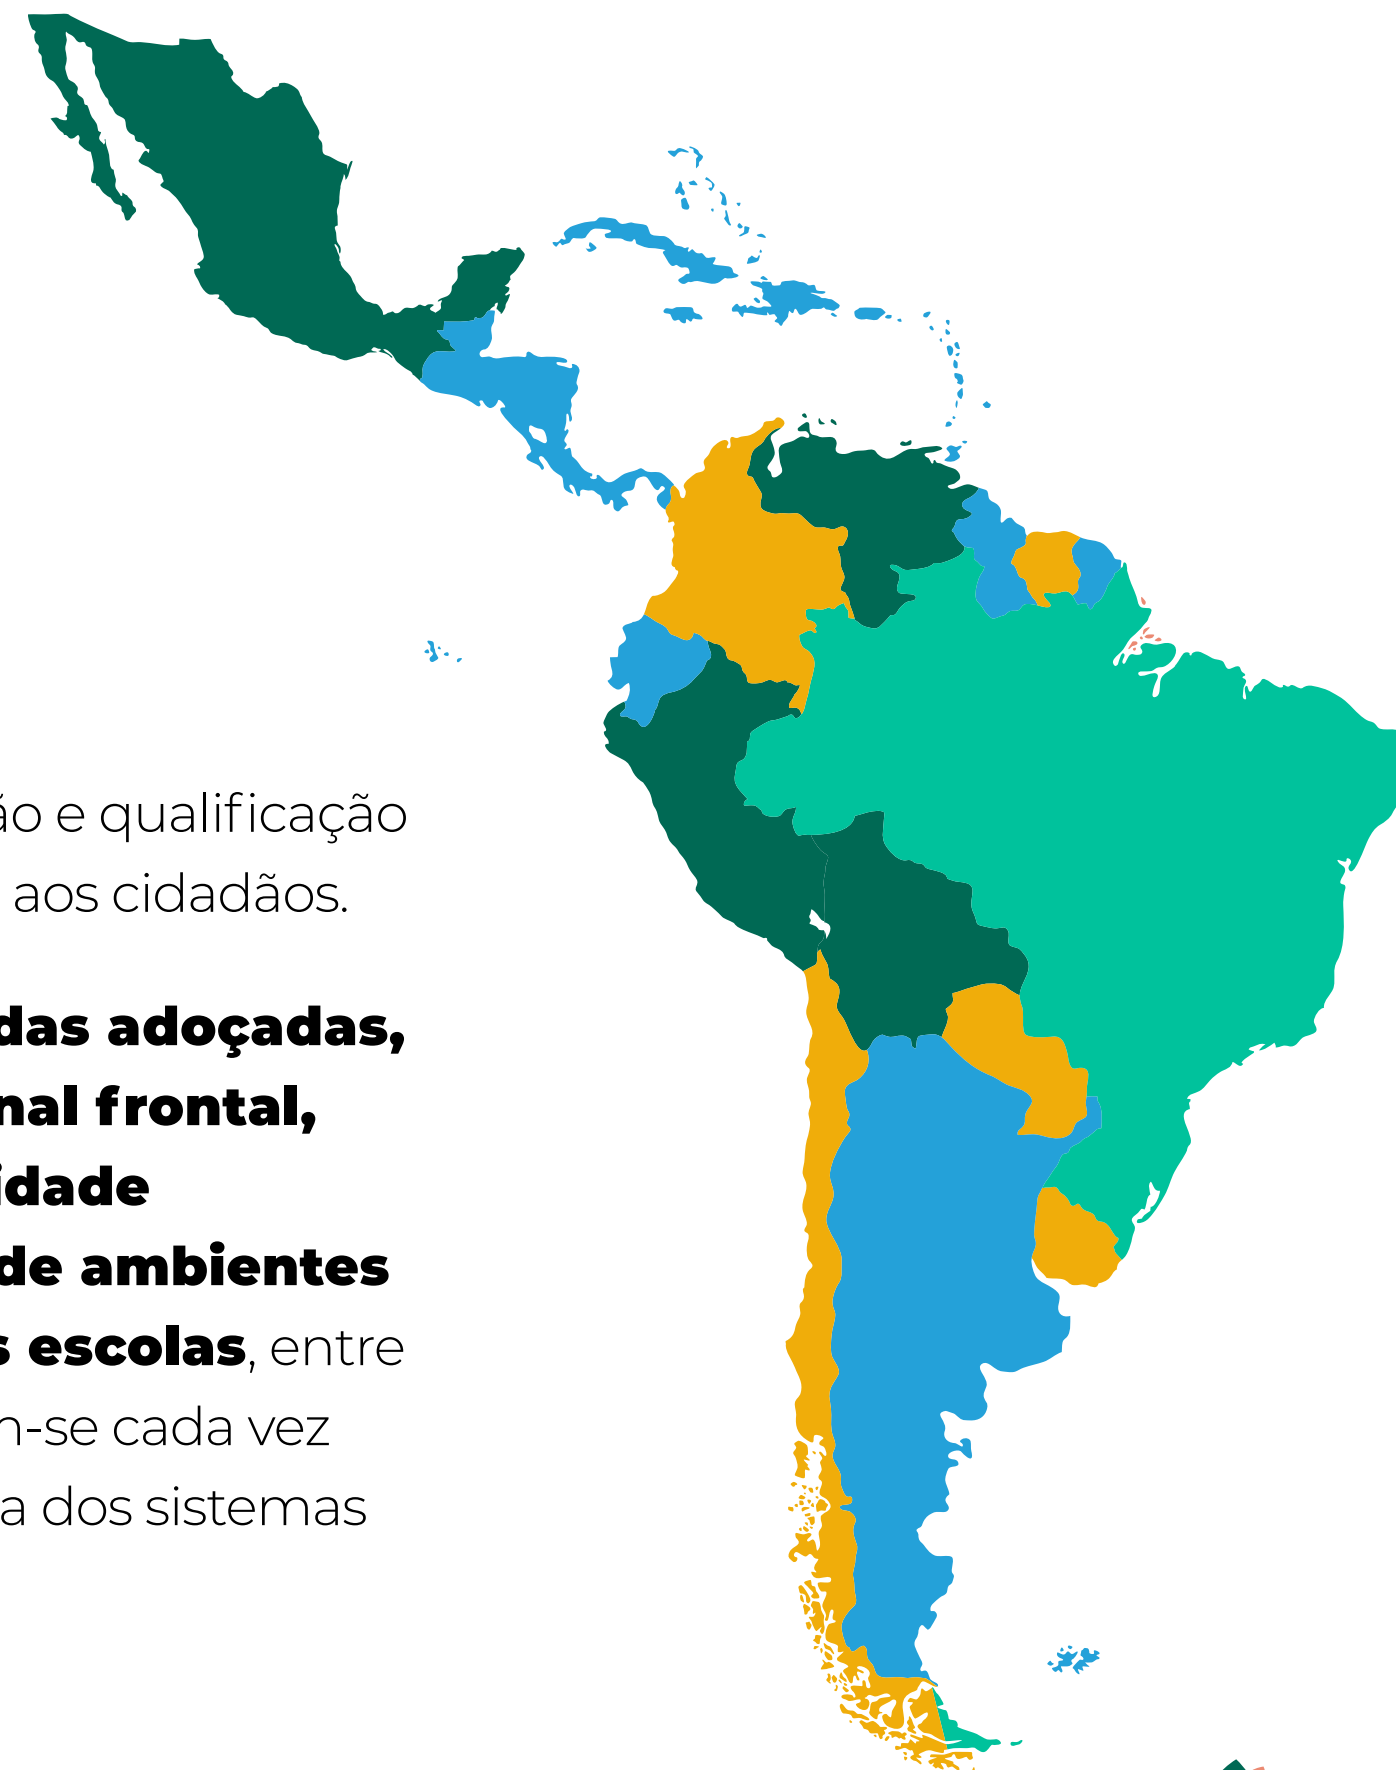 ão e qualificação
aos cidadãos.
das adoçadas,
nal frontal,
idade
de ambientes
s escolas, entre
n-se cada vez
a dos sistemas